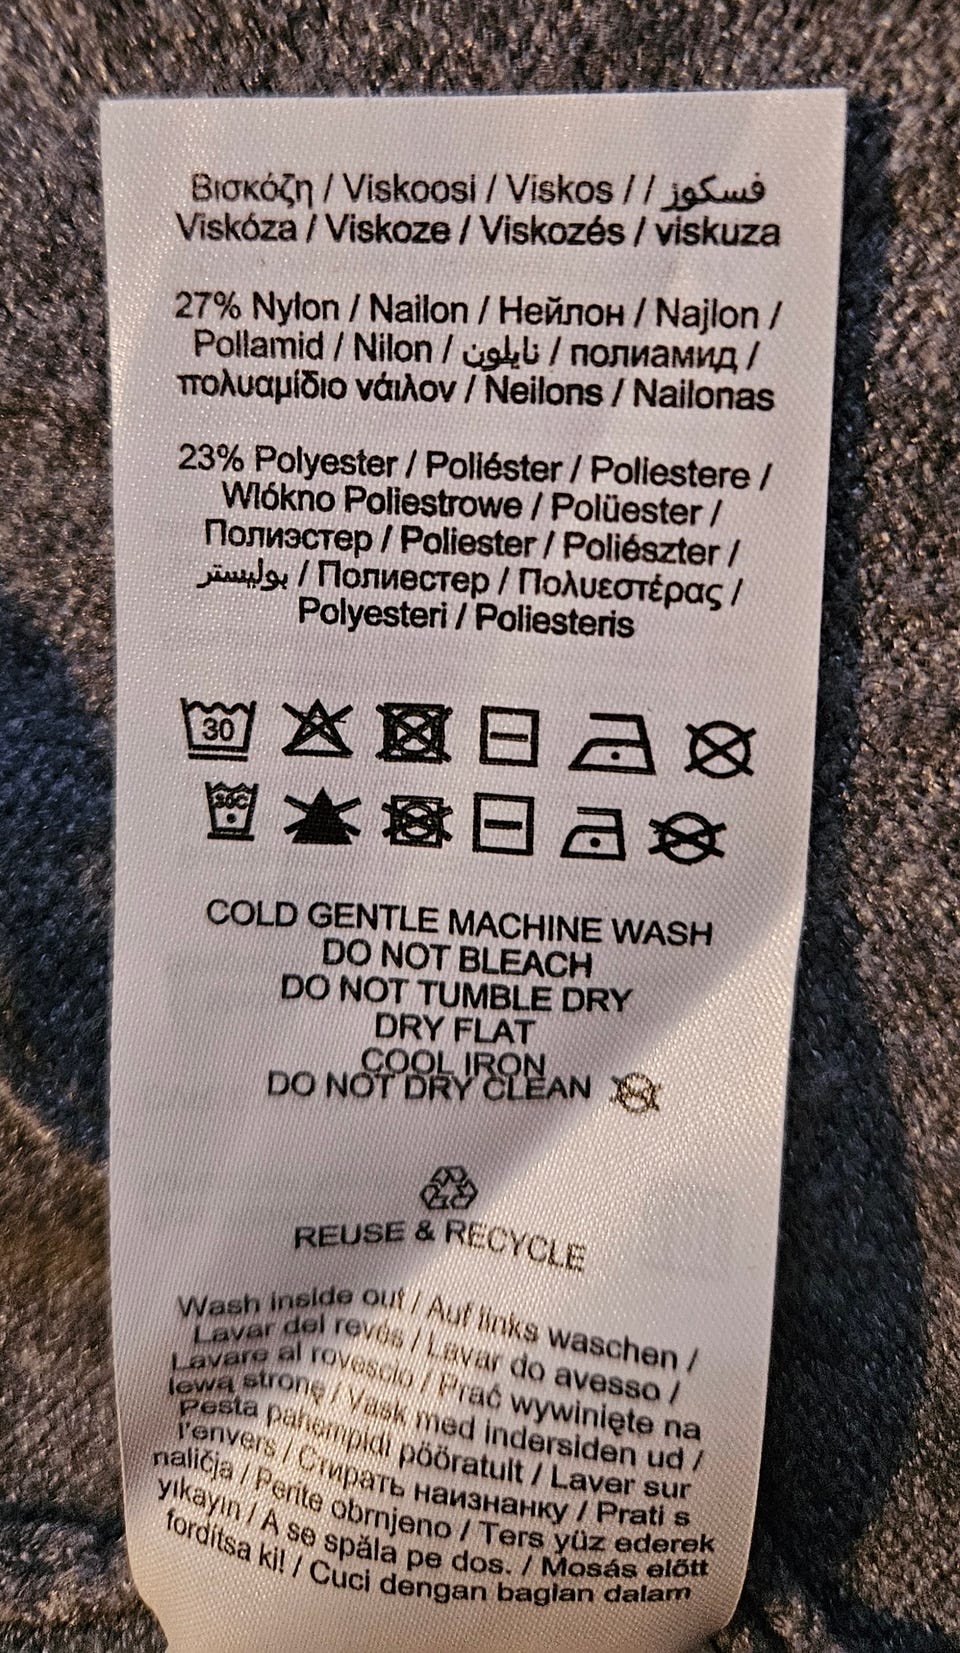 Βισκόζη / Viskoosi / Viskos / / فسكوز
Viskóza / Viskoze / Viskozés / viskuza
27% Nylon / Nailon / Нейлон / Najlon /
Pollamid / Nilon / نايلون / полиамид /
πολυαμίδιο νάιλον / Neilons / Nailonas
23% Polyester / Poliéster / Poliestere /
Wlókno Poliestrowe / Polüester /
Полиэстер / Poliester / Poliészter /
بوليستر / Полиестер / Πολυεστέρας /
Polyesteri / Poliesteris
30
30C
COLD GENTLE MACHINE WASH
DO NOT BLEACH
DO NOT TUMBLE DRY
DRY FLAT
COOL IRON
DO NOT DRY CLEAN
REUSE & RECYCLE
Wash inside out / Auf links waschen /
Lavar del revés / Lavar do avesso /
Lavare al rovescio / Prać wywinięte na
lewą stronę / Vask med indersiden ud /
Pesta pahempidi pööratult / Laver sur
l'envers / Стирать наизнанку / Prati s
naličja / Perite obrnjeno / Ters yüz ederek
yıkayın / A se spăla pe dos. / Mosás előtt
fordítsa ki! / Cuci dengan bagian dalam